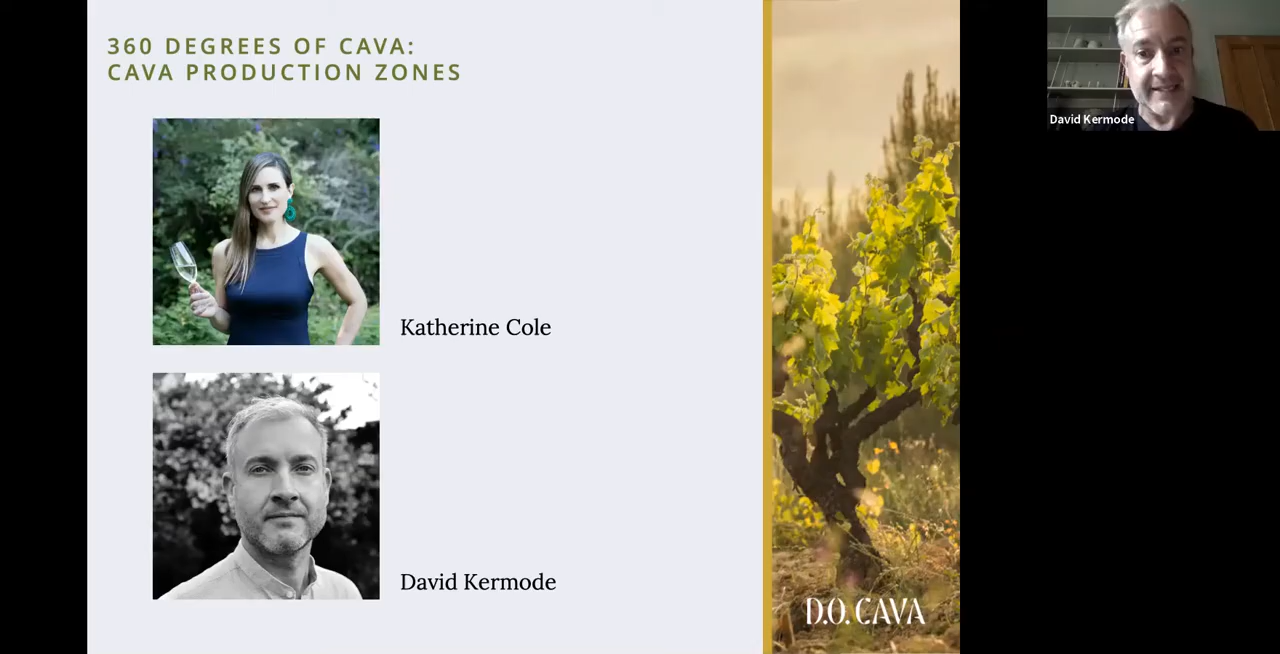 360 DEGREES OF CAVA:
CAVA PRODUCTION ZONES
David Kermode
Katherine Cole
David Kermode
D.O. CAVA